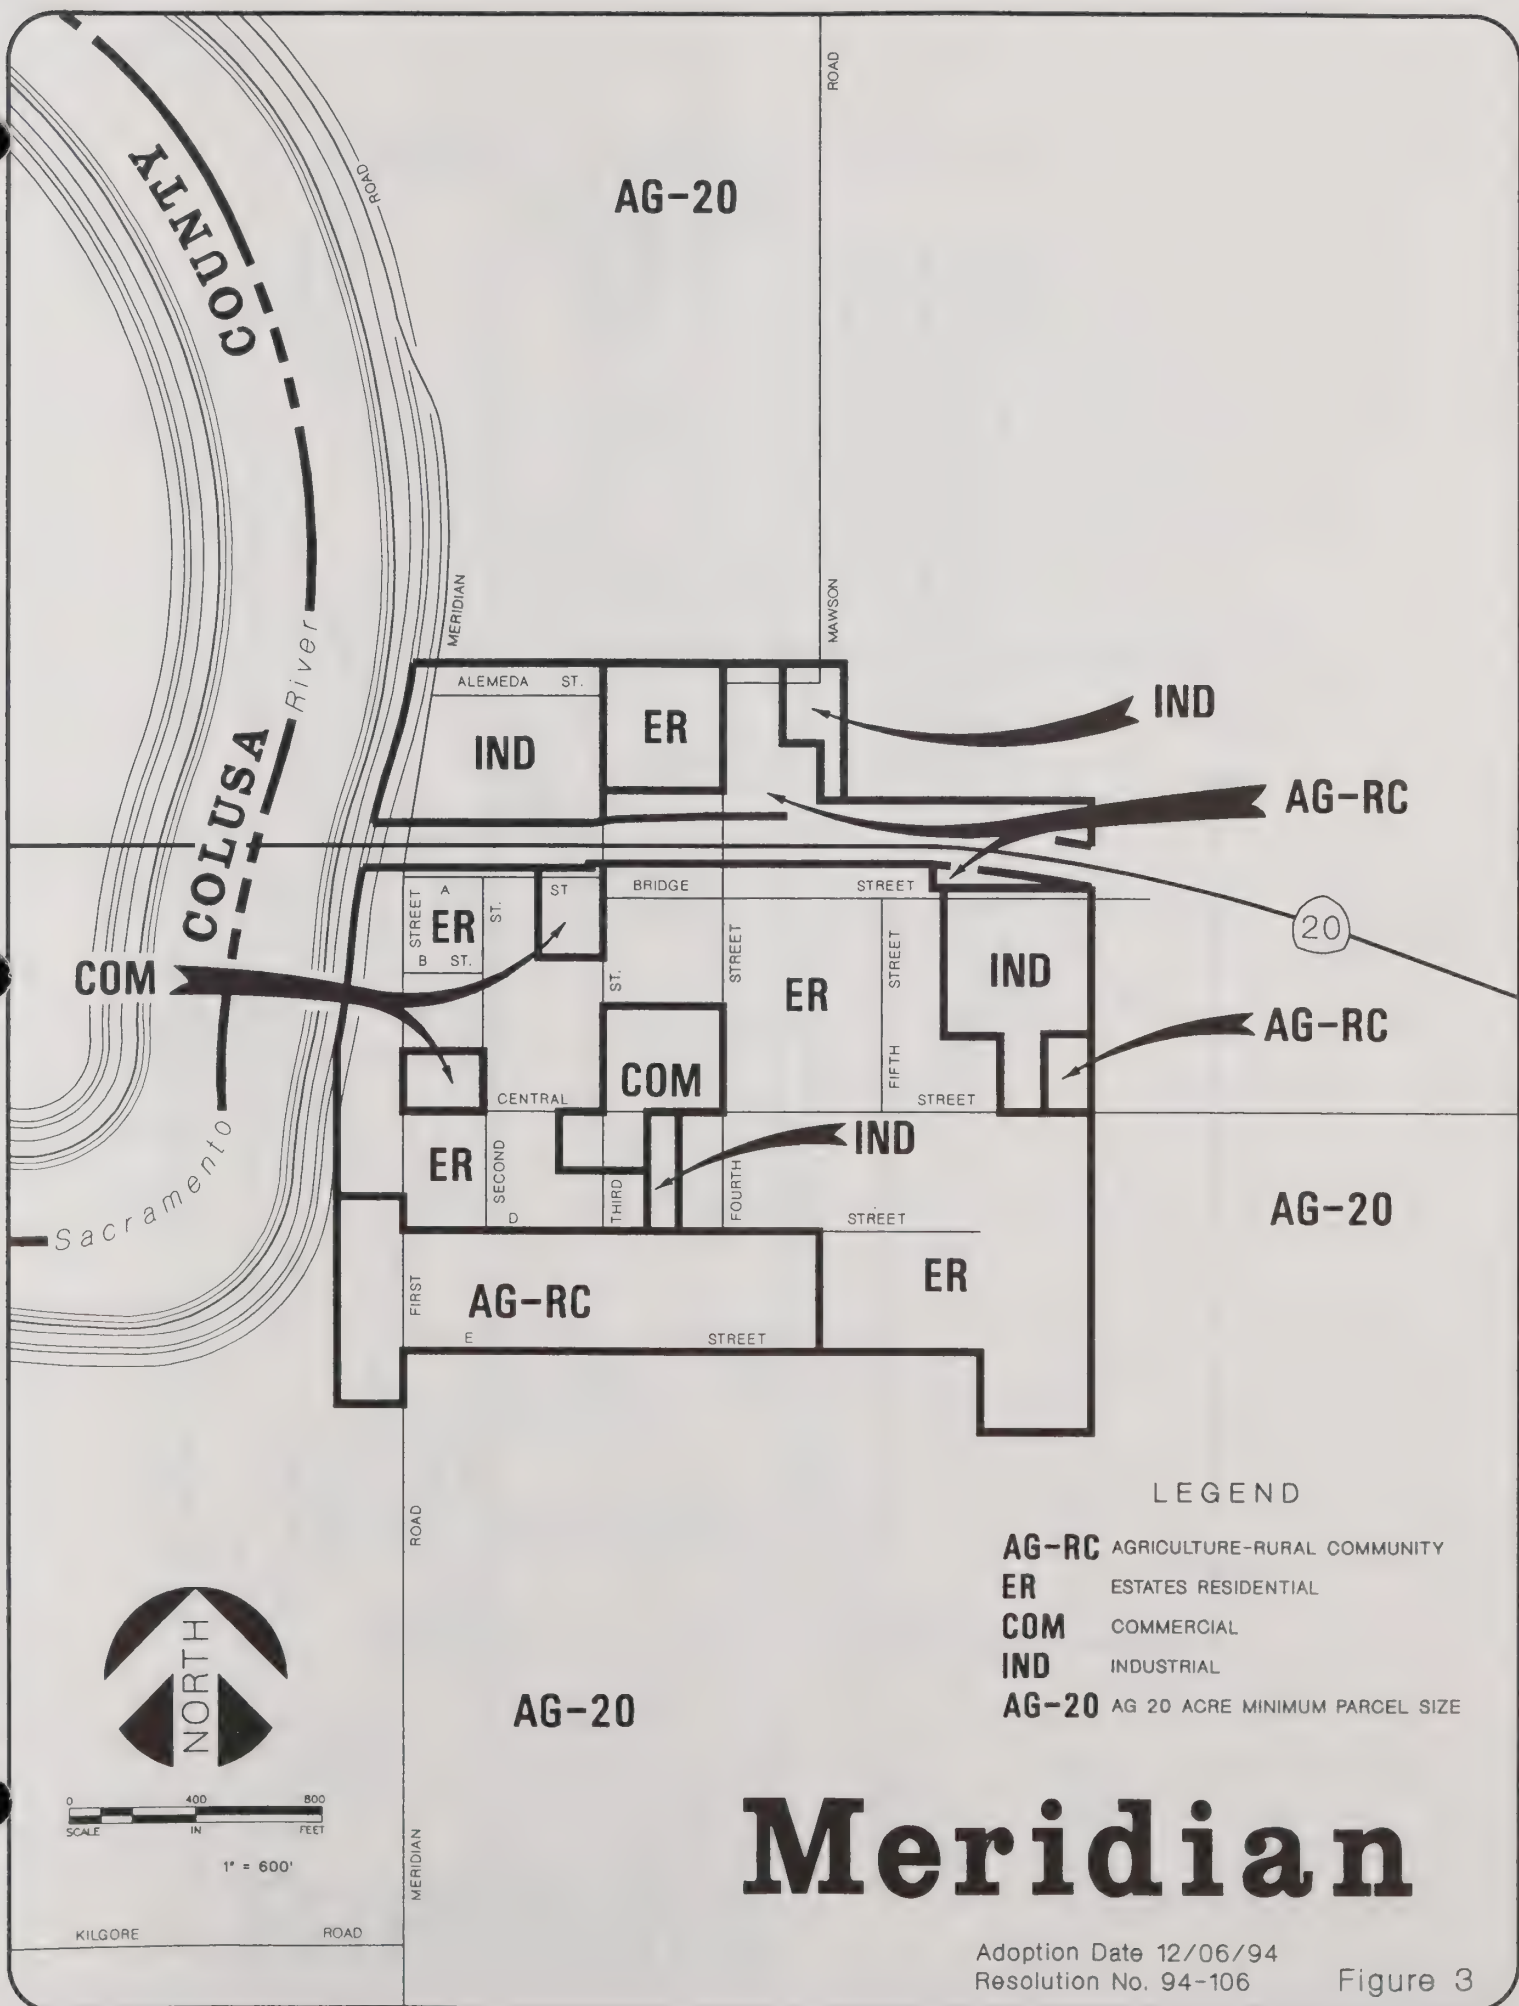 ROAD
COUNTY
ROAD
AG-20
MERIDIAN
MAWSON
River
ALEMEDA ST.
IND
ER
IND
COLUSA
AG-RC
A
ST
BRIDGE STREET
STREET
ER
ST.
B ST.
20
COM
ST.
STREET
ER
STREET
IND
AG-RC
FIFTH
COM
CENTRAL
STREET
IND
Sacramento
ER
SECOND
THIRD
FOURTH
D
STREET
AG-20
FIRST
AG-RC
ER
E STREET
ROAD
LEGEND
AG-RC AGRICULTURE-RURAL COMMUNITY
ER ESTATES RESIDENTIAL
COM COMMERCIAL
IND INDUSTRIAL
AG-20 AG 20 ACRE MINIMUM PARCEL SIZE
NORTH
AG-20
0 400 800
SCALE IN FEET
1" = 600'
MERIDIAN
Meridian
KILGORE ROAD
Adoption Date 12/06/94
Resolution No. 94-106
Figure 3